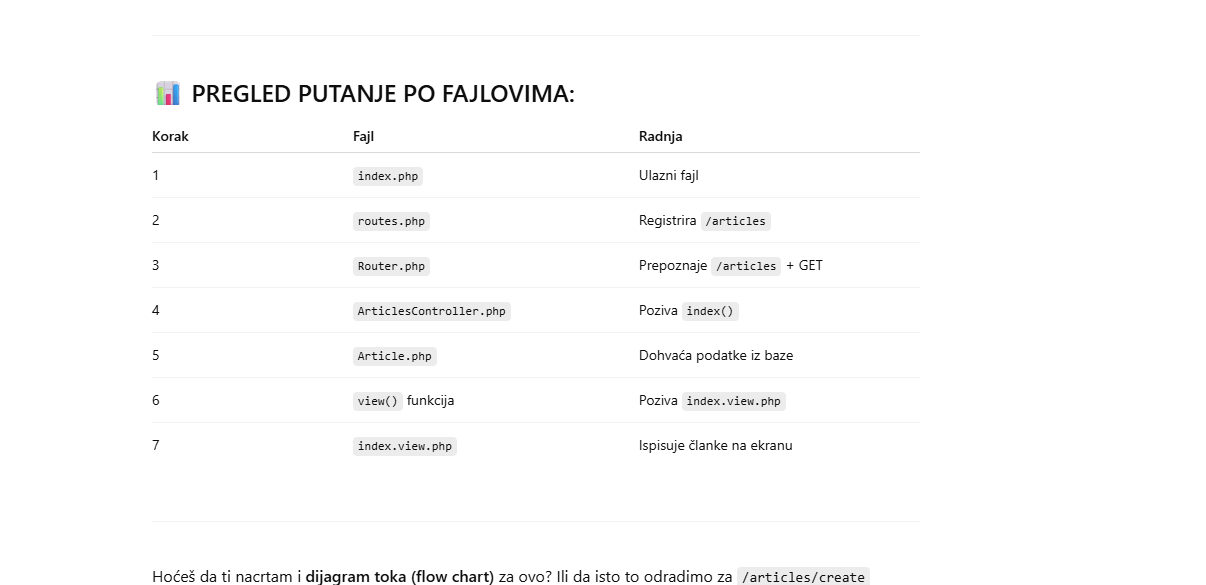 PREGLED PUTANJE PO FAJLOVIMA:
Korak Fajl Radnja
1 index.php Ulazni fajl
2 routes.php Registrira /articles
3 Router.php Prepoznaje /articles + GET
4 ArticlesController.php Poziva index()
5 Article.php Dohvaća podatke iz baze
6 view() funkcija Poziva index.view.php
7 index.view.php Ispisuje članke na ekranu
Hoćeš da ti nacrtam i dijagram toka (flow chart) za ovo? Ili da isto to odradimo za /articles/create